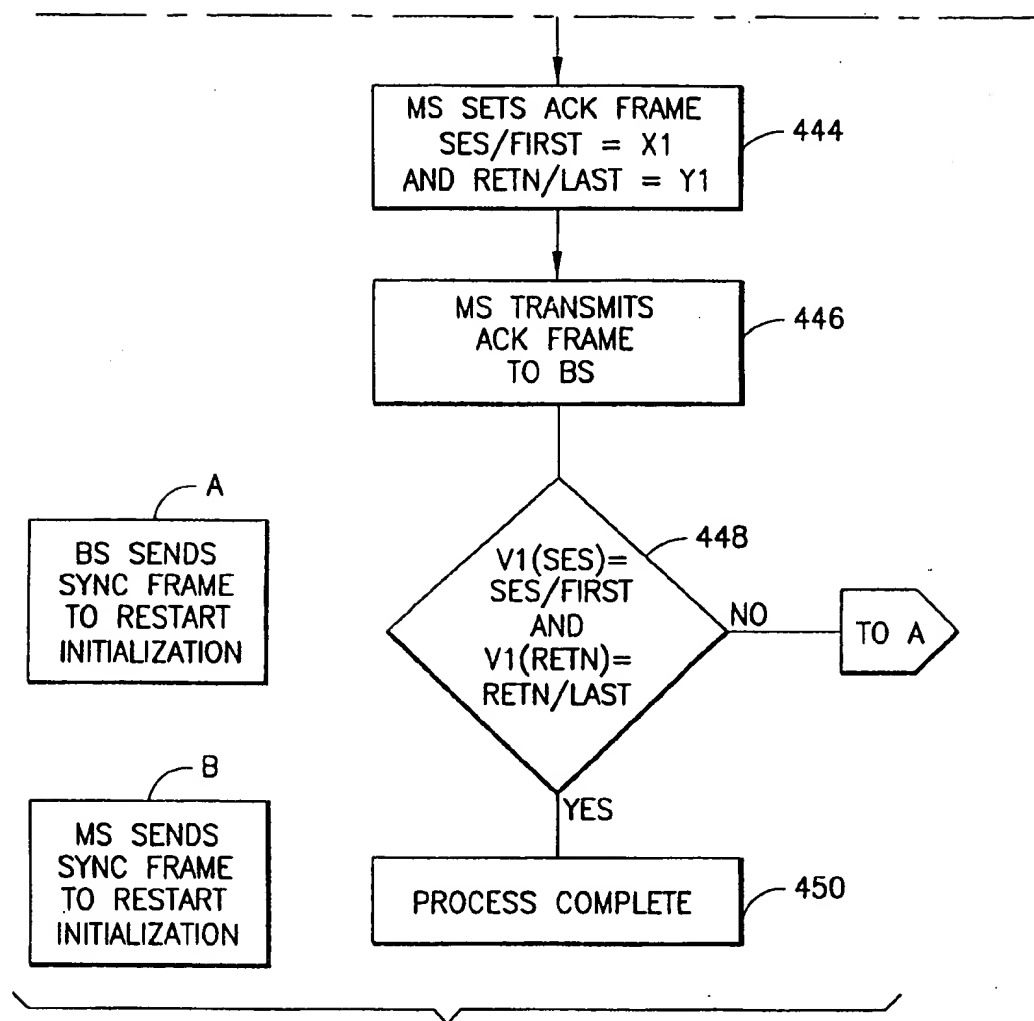 MS SETS ACK FRAME
SES/FIRST = X1
AND RETN/LAST = Y1
444
MS TRANSMITS
ACK FRAME
TO BS
446
A
BS SENDS
SYNC FRAME
TO RESTART
INITIALIZATION
V1(SES)=
SES/FIRST
AND
V1(RETN)=
RETN/LAST
448
NO
TO A
B
MS SENDS
SYNC FRAME
TO RESTART
INITIALIZATION
YES
PROCESS COMPLETE
450